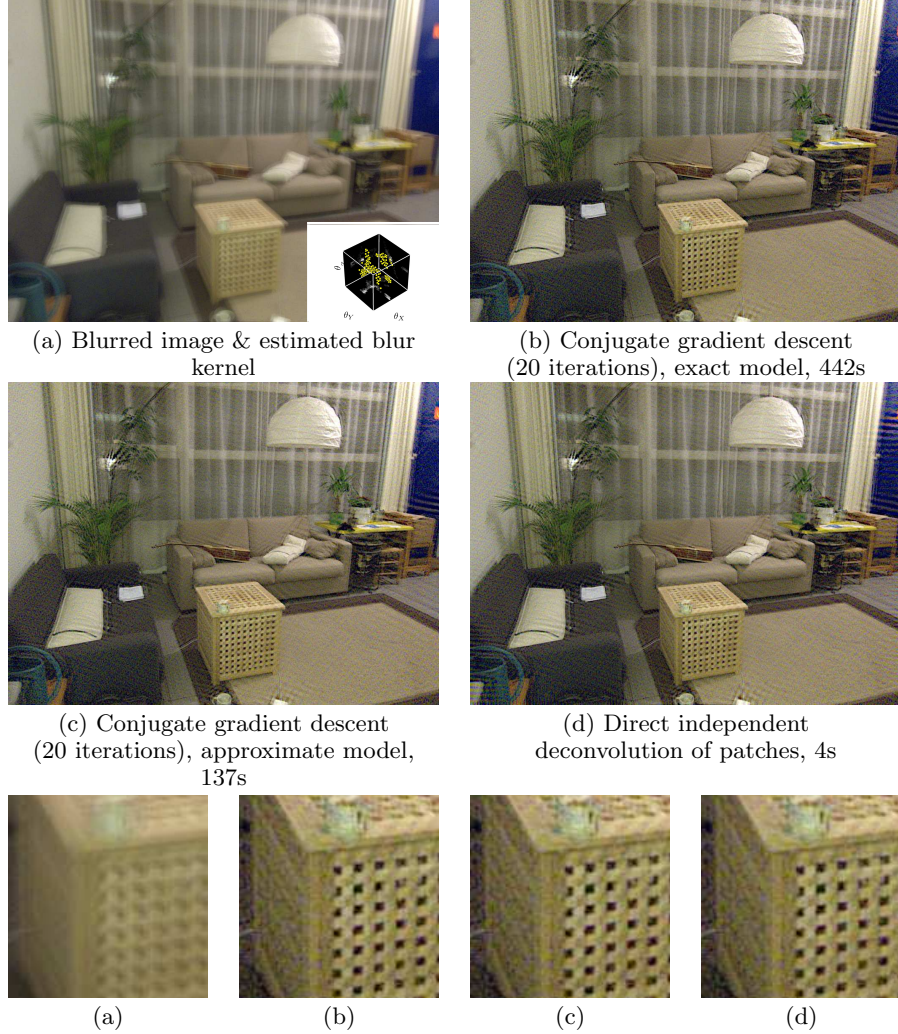 θ_Y
θ_X
(a) Blurred image & estimated blur
kernel
(b) Conjugate gradient descent
(20 iterations), exact model, 442s
(c) Conjugate gradient descent
(20 iterations), approximate model,
137s
(d) Direct independent
deconvolution of patches, 4s
(a)
(b)
(c)
(d)